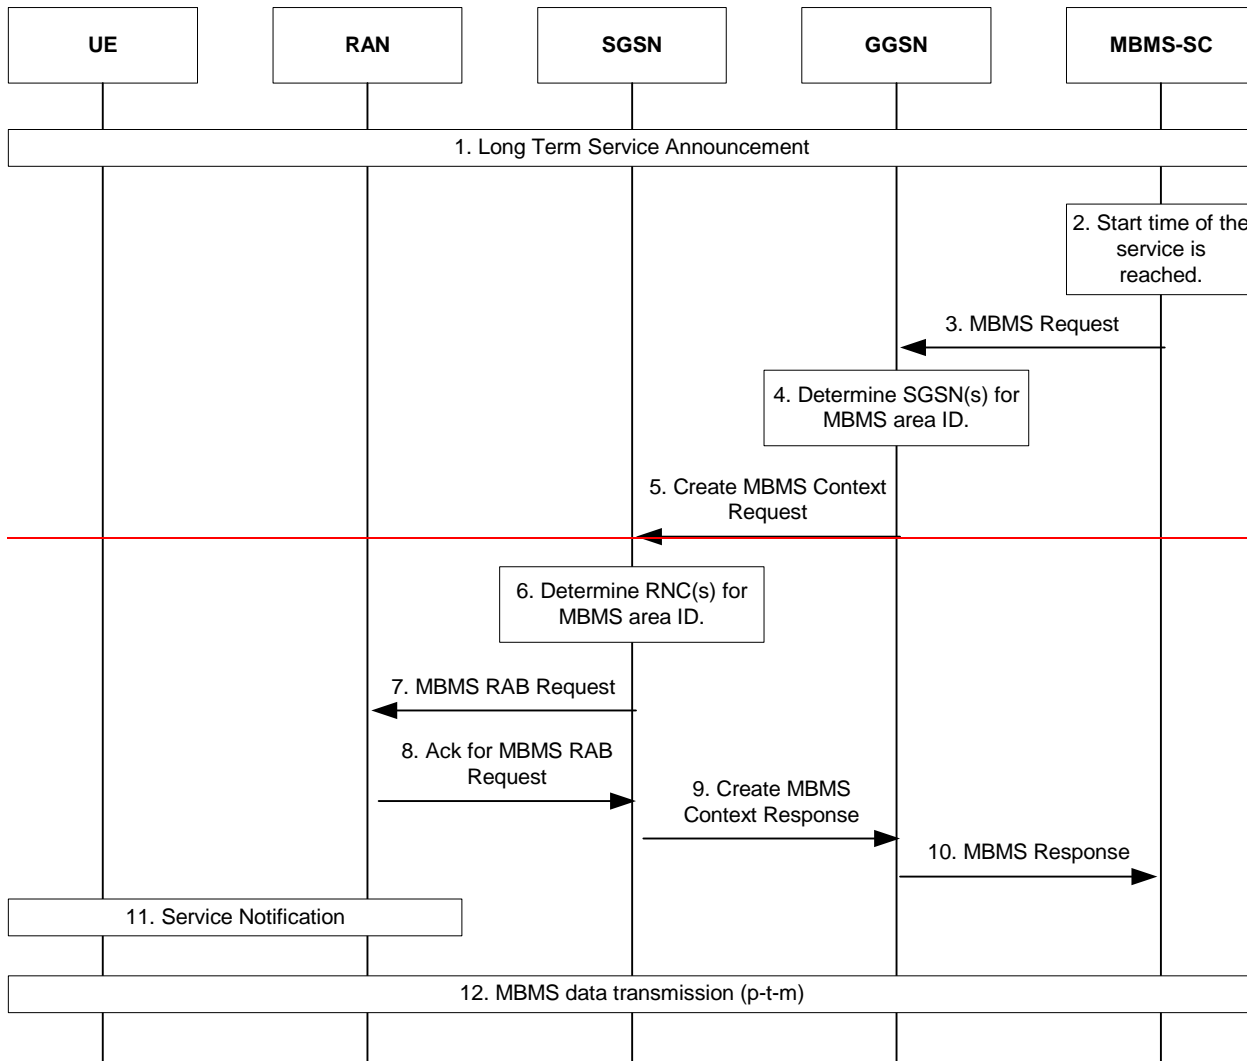 UE RAN SGSN GGSN MBMS-SC
1. Long Term Service Announcement
2. Start time of the
service is
reached.
3. MBMS Request
4. Determine SGSN(s) for
MBMS area ID.
5. Create MBMS Context
Request
6. Determine RNC(s) for
MBMS area ID.
7. MBMS RAB Request
8. Ack for MBMS RAB
Request
9. Create MBMS
Context Response
10. MBMS Response
11. Service Notification
12. MBMS data transmission (p-t-m)